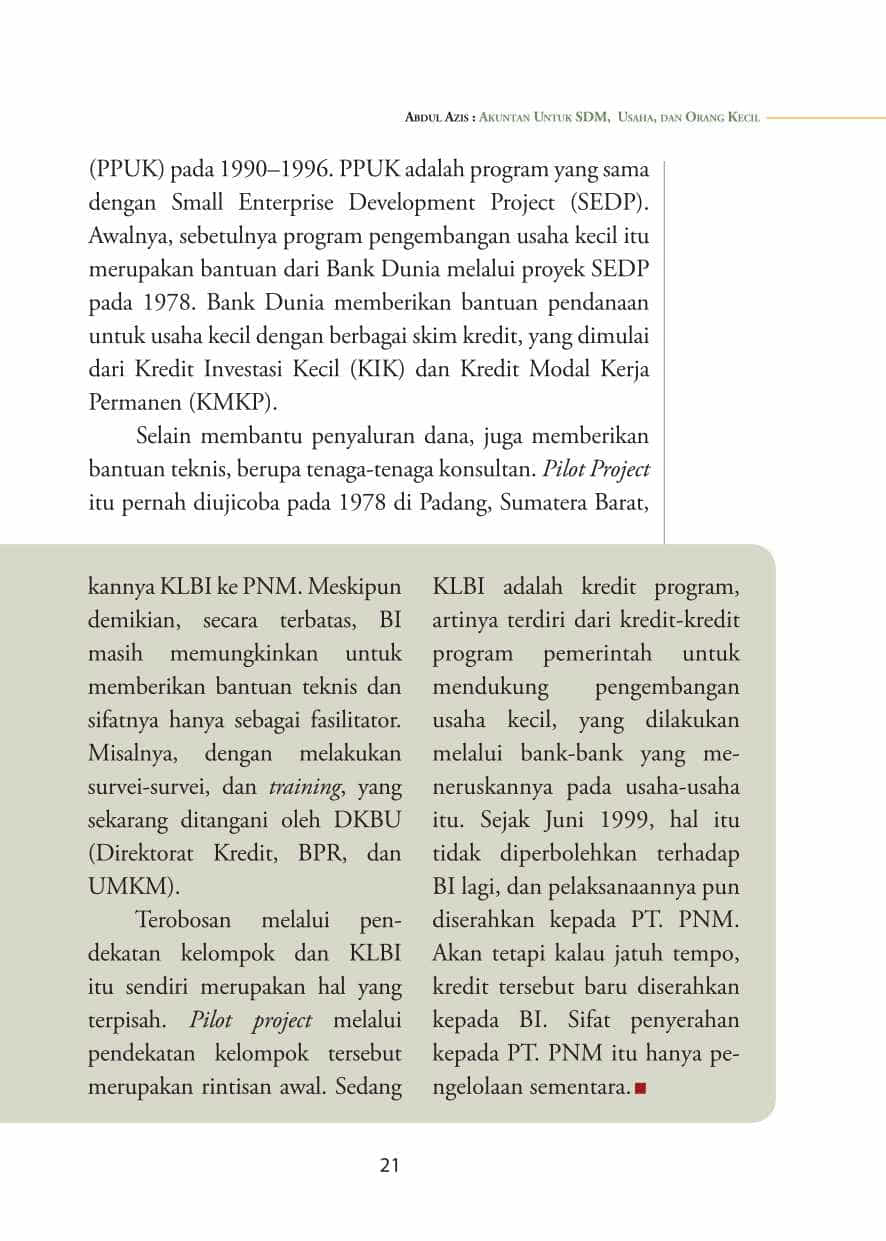 Abdul Azis : Akuntan Untuk SDM, Usaha, dan Orang Kecil
(PPUK) pada 1990–1996. PPUK adalah program yang sama
dengan Small Enterprise Development Project (SEDP).
Awalnya, sebetulnya program pengembangan usaha kecil itu
merupakan bantuan dari Bank Dunia melalui proyek SEDP
pada 1978. Bank Dunia memberikan bantuan pendanaan
untuk usaha kecil dengan berbagai skim kredit, yang dimulai
dari Kredit Investasi Kecil (KIK) dan Kredit Modal Kerja
Permanen (KMKP).
Selain membantu penyaluran dana, juga memberikan
bantuan teknis, berupa tenaga-tenaga konsultan. Pilot Project
itu pernah diujicoba pada 1978 di Padang, Sumatera Barat,
kannya KLBI ke PNM. Meskipun
demikian, secara terbatas, BI
masih memungkinkan untuk
memberikan bantuan teknis dan
sifatnya hanya sebagai fasilitator.
Misalnya, dengan melakukan
survei-survei, dan training, yang
sekarang ditangani oleh DKBU
(Direktorat Kredit, BPR, dan
UMKM).
Terobosan melalui pen-
dekatan kelompok dan KLBI
itu sendiri merupakan hal yang
terpisah. Pilot project melalui
pendekatan kelompok tersebut
merupakan rintisan awal. Sedang
KLBI adalah kredit program,
artinya terdiri dari kredit-kredit
program pemerintah untuk
mendukung pengembangan
usaha kecil, yang dilakukan
melalui bank-bank yang me-
neruskannya pada usaha-usaha
itu. Sejak Juni 1999, hal itu
tidak diperbolehkan terhadap
BI lagi, dan pelaksanaannya pun
diserahkan kepada PT. PNM.
Akan tetapi kalau jatuh tempo,
kredit tersebut baru diserahkan
kepada BI. Sifat penyerahan
kepada PT. PNM itu hanya pe-
ngelolaan sementara.
21